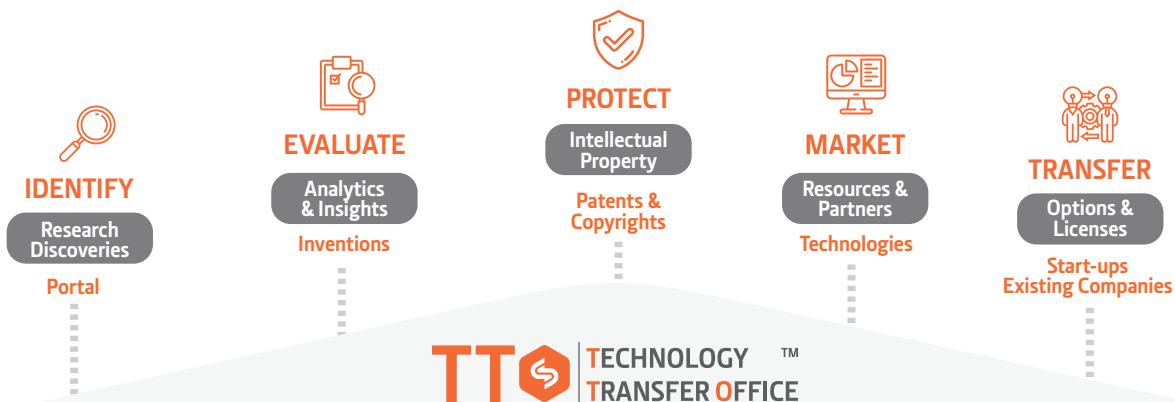 IDENTIFY
Research
Discoveries
Portal
EVALUATE
Analytics
& Insights
Inventions
PROTECT
Intellectual
Property
Patents &
Copyrights
MARKET
Resources &
Partners
Technologies
TRANSFER
Options &
Licenses
Start-ups
Existing Companies
TTO
TECHNOLOGY ™
TRANSFER OFFICE